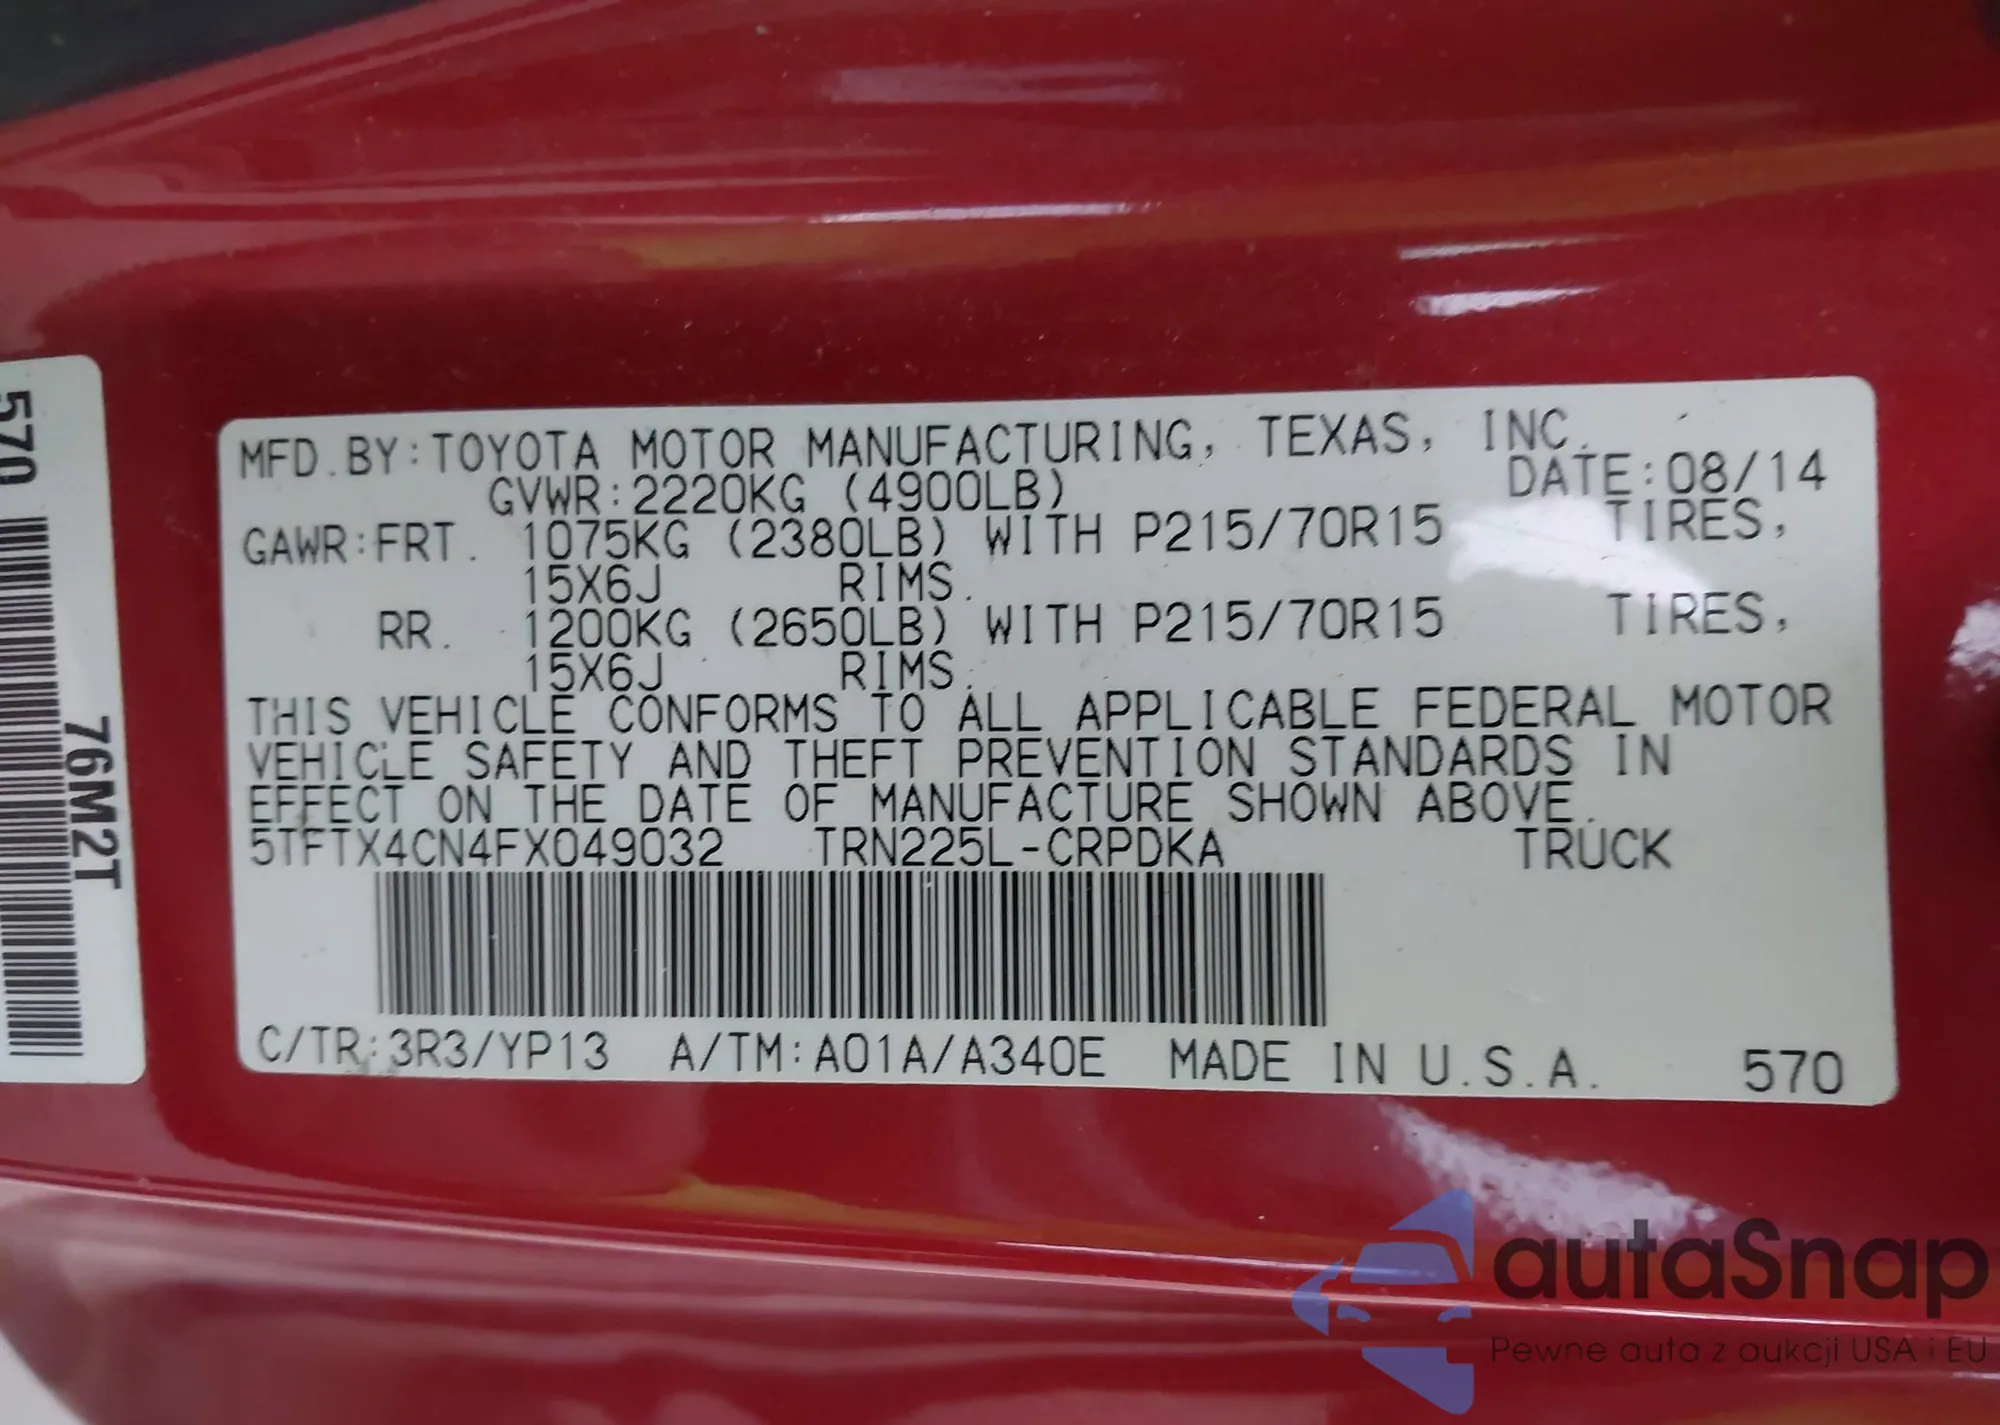 MFD.BY:TOYOTA MOTOR MANUFACTURING, TEXAS, INC.
GVWR:2220KG (4900LB) DATE:08/14
GAWR:FRT. 1075KG (2380LB) WITH P215/70R15 TIRES,
15X6J RIMS.
RR. 1200KG (2650LB) WITH P215/70R15 TIRES,
15X6J RIMS.
THIS VEHICLE CONFORMS TO ALL APPLICABLE FEDERAL MOTOR
VEHICLE SAFETY AND THEFT PREVENTION STANDARDS IN
EFFECT ON THE DATE OF MANUFACTURE SHOWN ABOVE.
5TFTX4CN4FX049032 TRN225L-CRPDKA TRUCK
C/TR:3R3/YP13 A/TM:A01A/A340E MADE IN U.S.A. 570
570
76M2T
autaSnap
Pewne auta z aukcji USA i EU